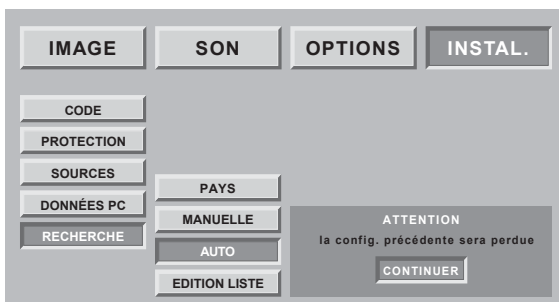 IMAGE
SON
OPTIONS
INSTAL.
CODE
PROTECTION
SOURCES
DONNÉES PC
RECHERCHE
PAYS
MANUELLE
AUTO
EDITION LISTE
ATTENTION
la config. précédente sera perdue
CONTINUER